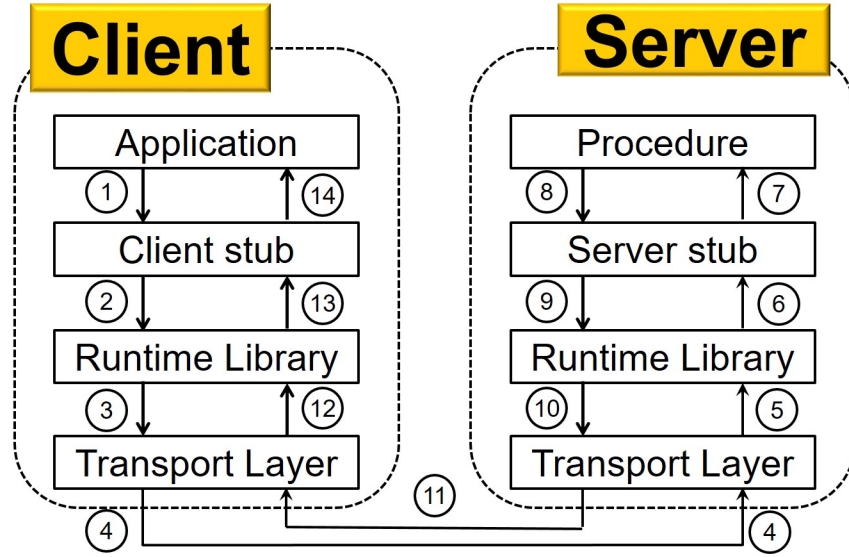 Client
Server
Application
Procedure
1
14
8
7
Client stub
Server stub
2
13
9
6
Runtime Library
Runtime Library
3
12
10
5
Transport Layer
Transport Layer
11
4
4